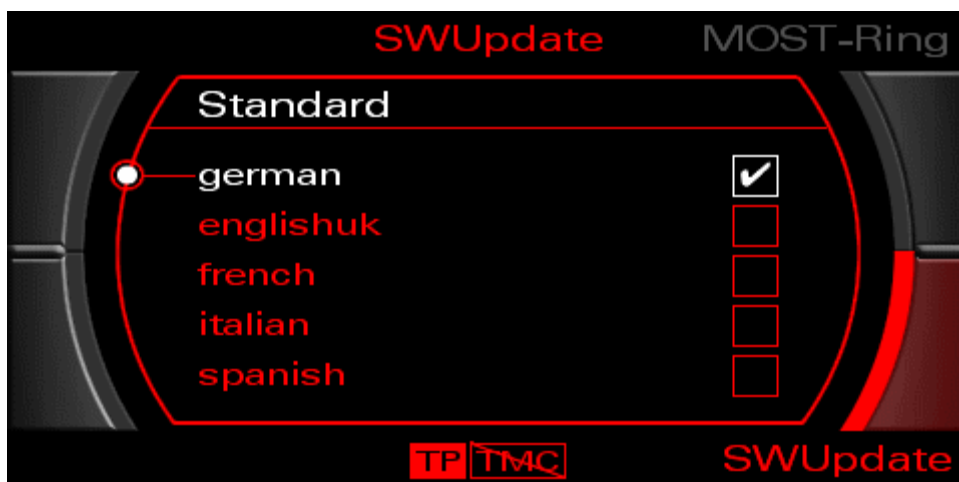 SWUpdate MOST-Ring
Standard
german
englishuk
french
italian
spanish
TP TMC
SWUpdate